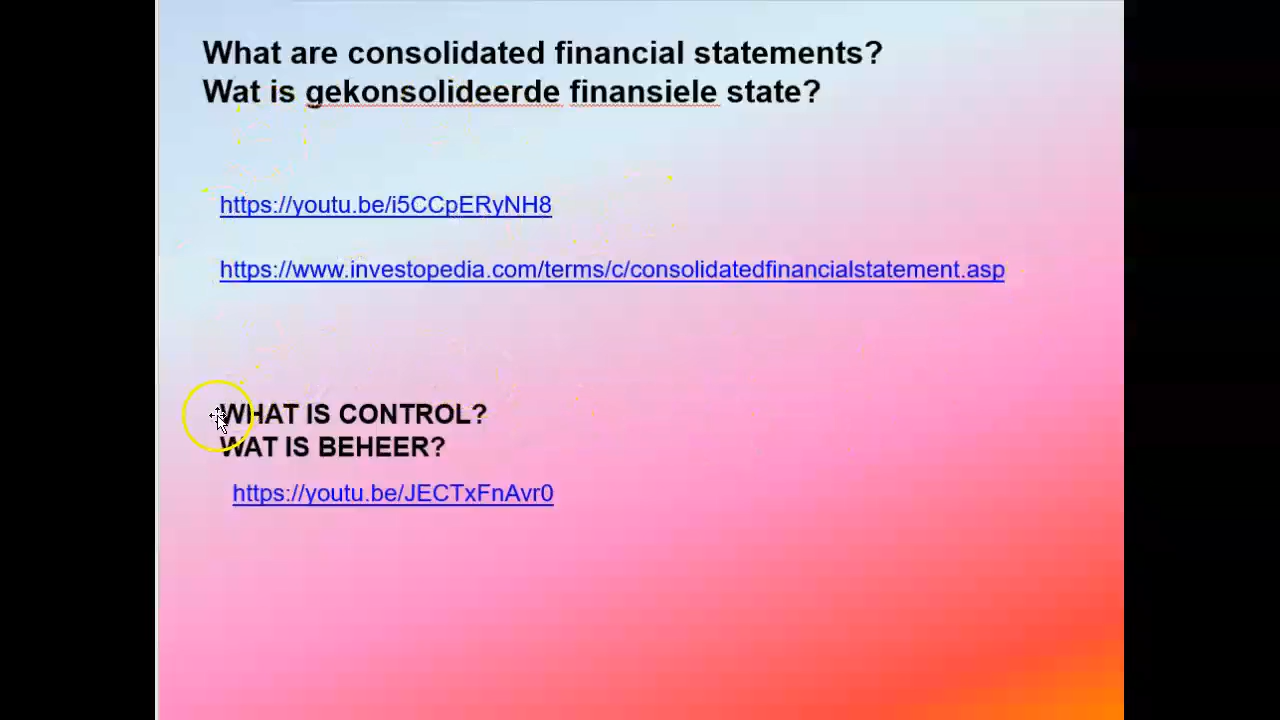 What are consolidated financial statements?
Wat is gekonsolideerde finansiele state?
https://youtu.be/i5CCpERyNH8
https://www.investopedia.com/terms/c/consolidatedfinancialstatement.asp
WHAT IS CONTROL?
WAT IS BEHEER?
https://youtu.be/JECTxFnAvr0